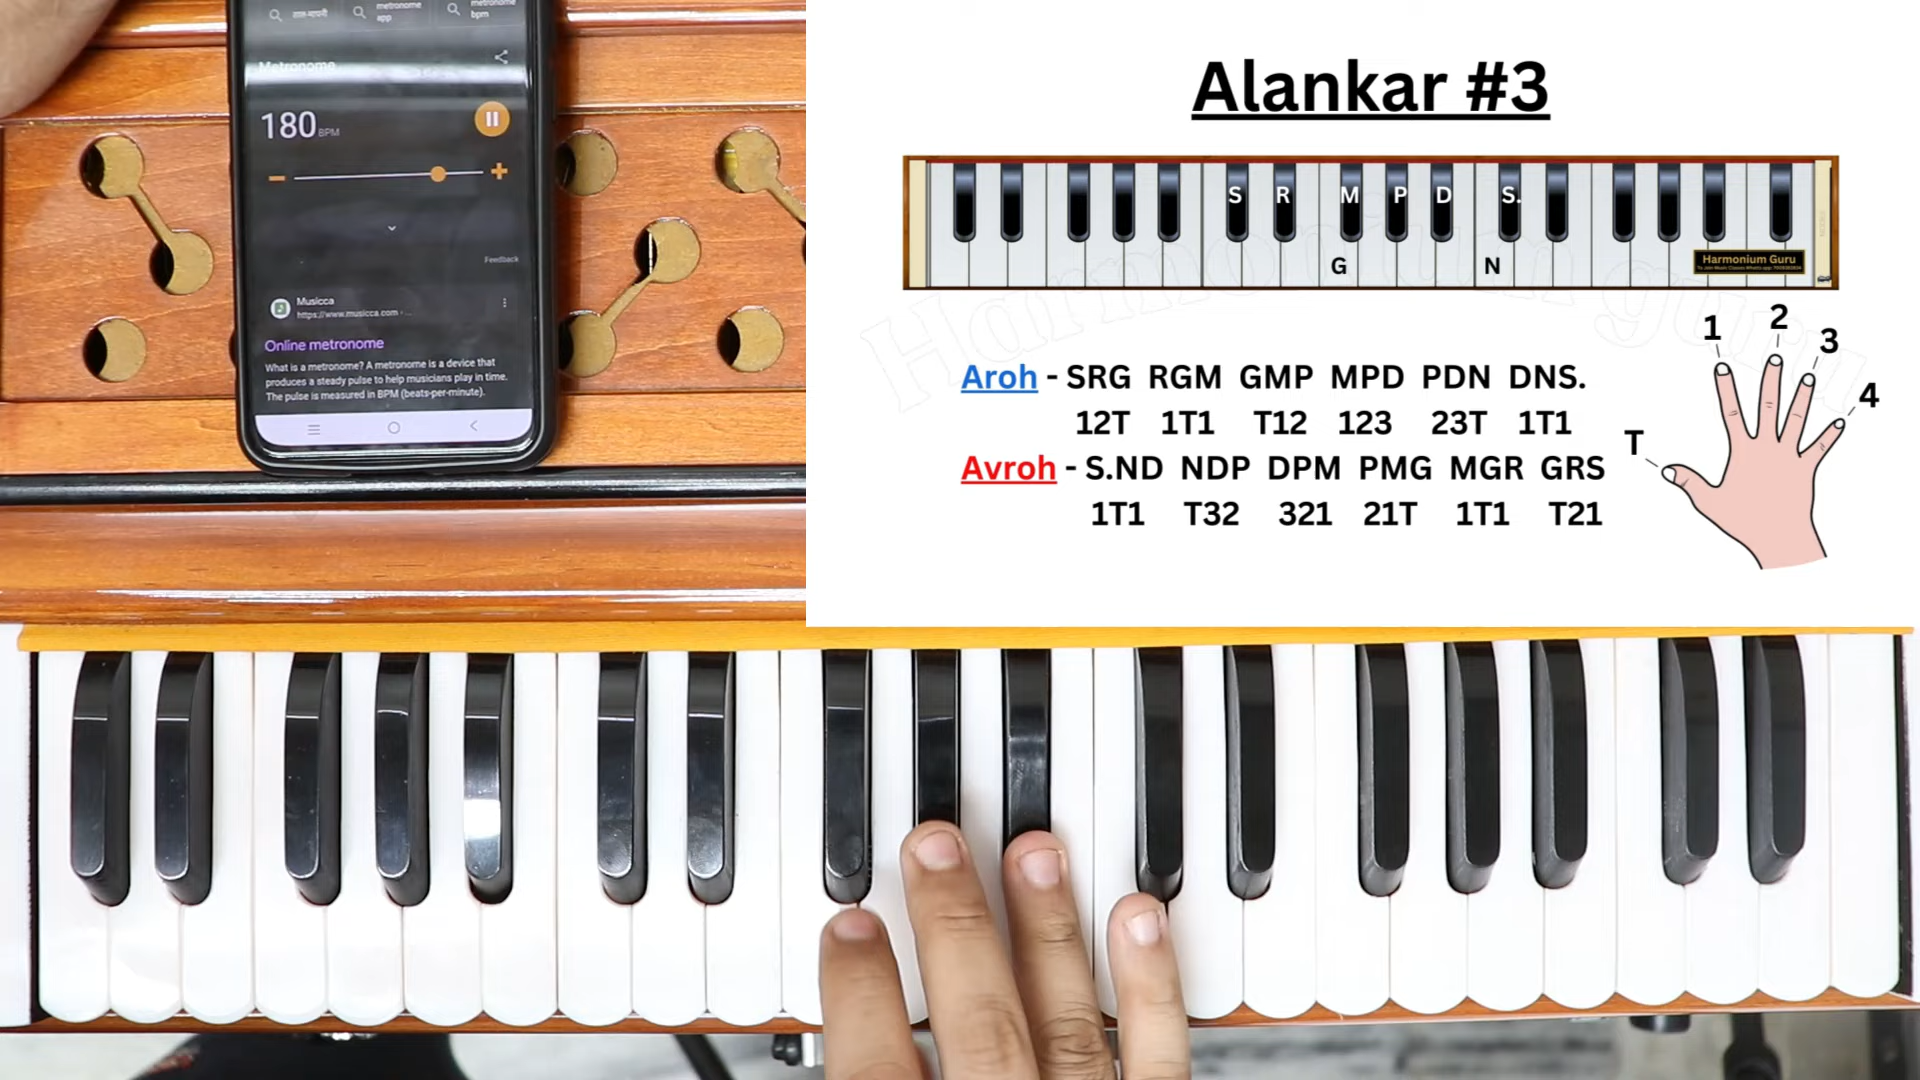 ताल-मापनी
metronome
app
metronome
bpm
Metronome
180 BPM
Feedback
Musicca
https://www.musicca.com › ...
Online metronome
What is a metronome? A metronome is a device that
produces a steady pulse to help musicians play in time.
The pulse is measured in BPM (beats-per-minute).
Alankar #3
S R M P D S.
G N
Harmonium Guru
Harmonium guru
1 2 3 4 T
Aroh - SRG RGM GMP MPD PDN DNS.
12T 1T1 T12 123 23T 1T1
Avroh - S.ND NDP DPM PMG MGR GRS
1T1 T32 321 21T 1T1 T21